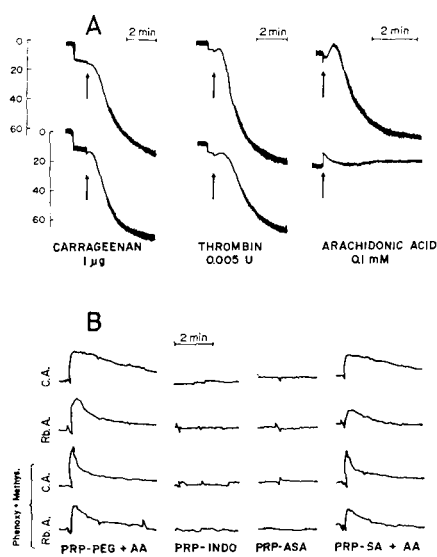 A
2 min
2 min
2 min
0
20
40
60
0
20
40
60
CARRAGEENAN
1 µg
THROMBIN
0.005 U
ARACHIDONIC ACID
0.1 mM
B
2 min
C.A.
Rb. A.
C.A.
Rb. A.
Phenoxy + Methys.
PRP-PEG + AA
PRP-INDO
PRP-ASA
PRP-SA + AA